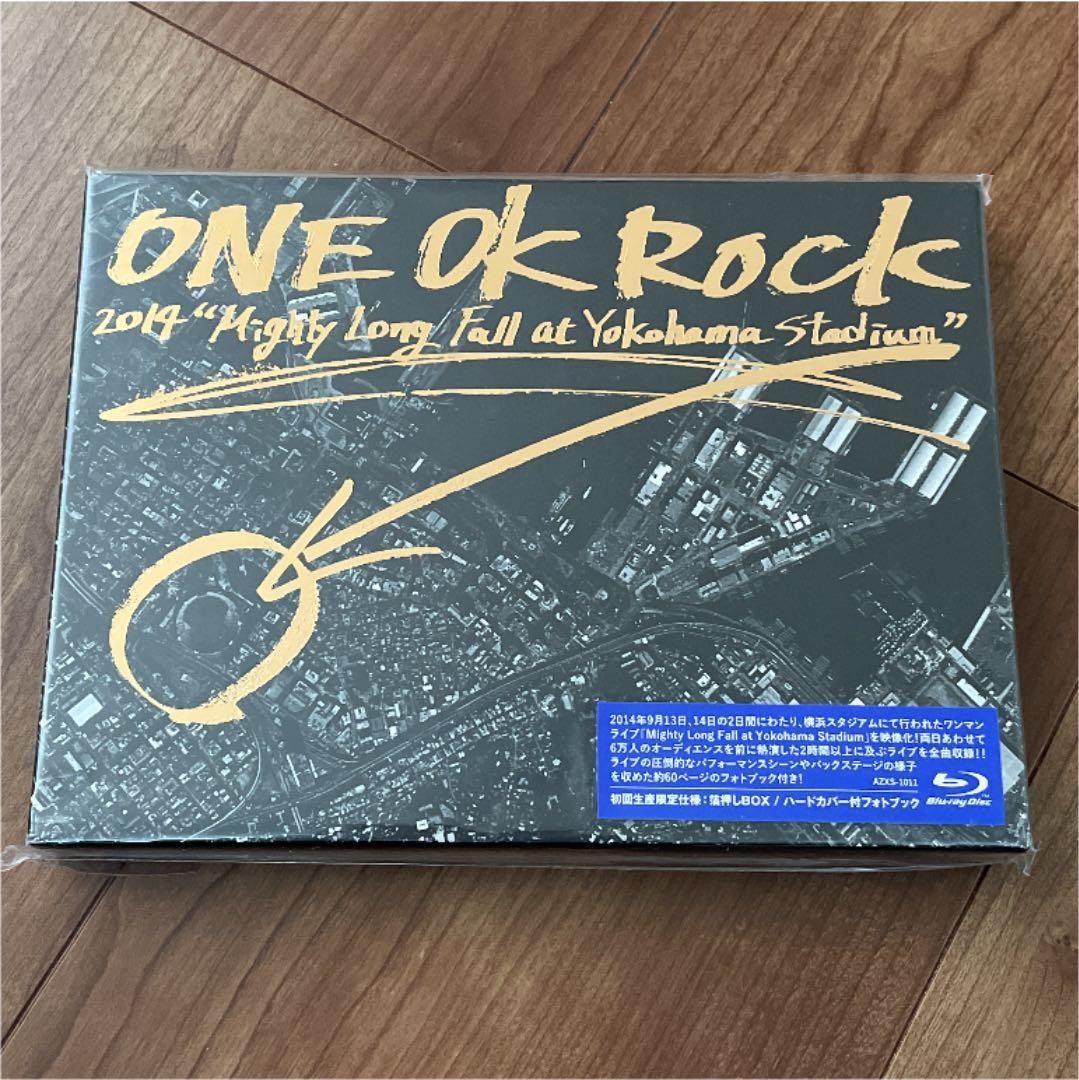 ONE OK ROCK
2014 “Mighty Long Fall at Yokohama Stadium”
2014年9月13日、14日の2日間にわたり、横浜スタジアムにて行われたワンマン
ライブ「Mighty Long Fall at Yokohama Stadium」を映像化!両日あわせて
6万人のオーディエンスを前に熱演した2時間以上に及ぶライブを全曲収録!!
ライブの圧倒的なパフォーマンスシーンやバックステージの様子
を収めた約60ページのフォトブック付き!
AZXS-1011
初回生産限定仕様：箔押しBOX / ハードカバー付フォトブック
Blu-ray Disc™